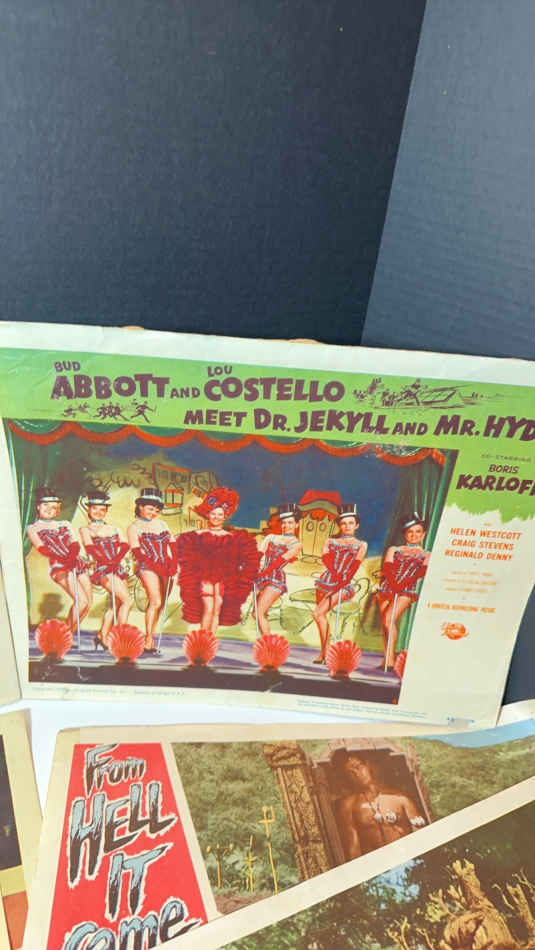 BUD LOU
ABBOTT AND COSTELLO
MEET DR. JEKYLL AND MR. HYD
CO-STARRING
BORIS
KARLOF
HELEN WESTCOTT
CRAIG STEVENS
REGINALD DENNY
A UNIVERSAL-INTERNATIONAL PICTURE
From
HELL
IT
Came